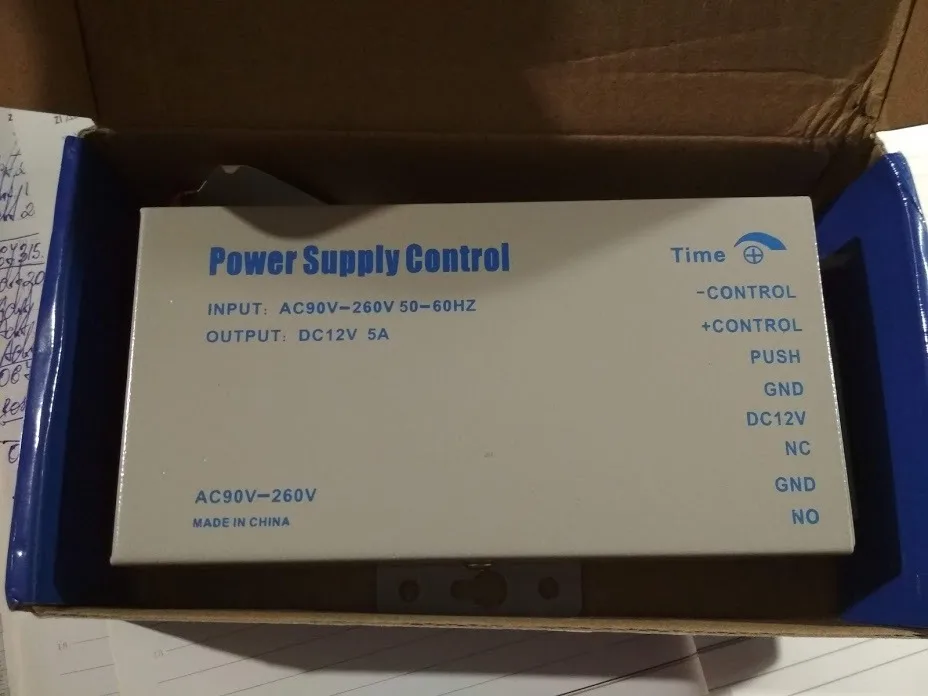 Power Supply Control
INPUT: AC90V-260V 50-60HZ
OUTPUT: DC12V 5A
AC90V-260V
MADE IN CHINA
Time
-CONTROL
+CONTROL
PUSH
GND
DC12V
NC
GND
NO